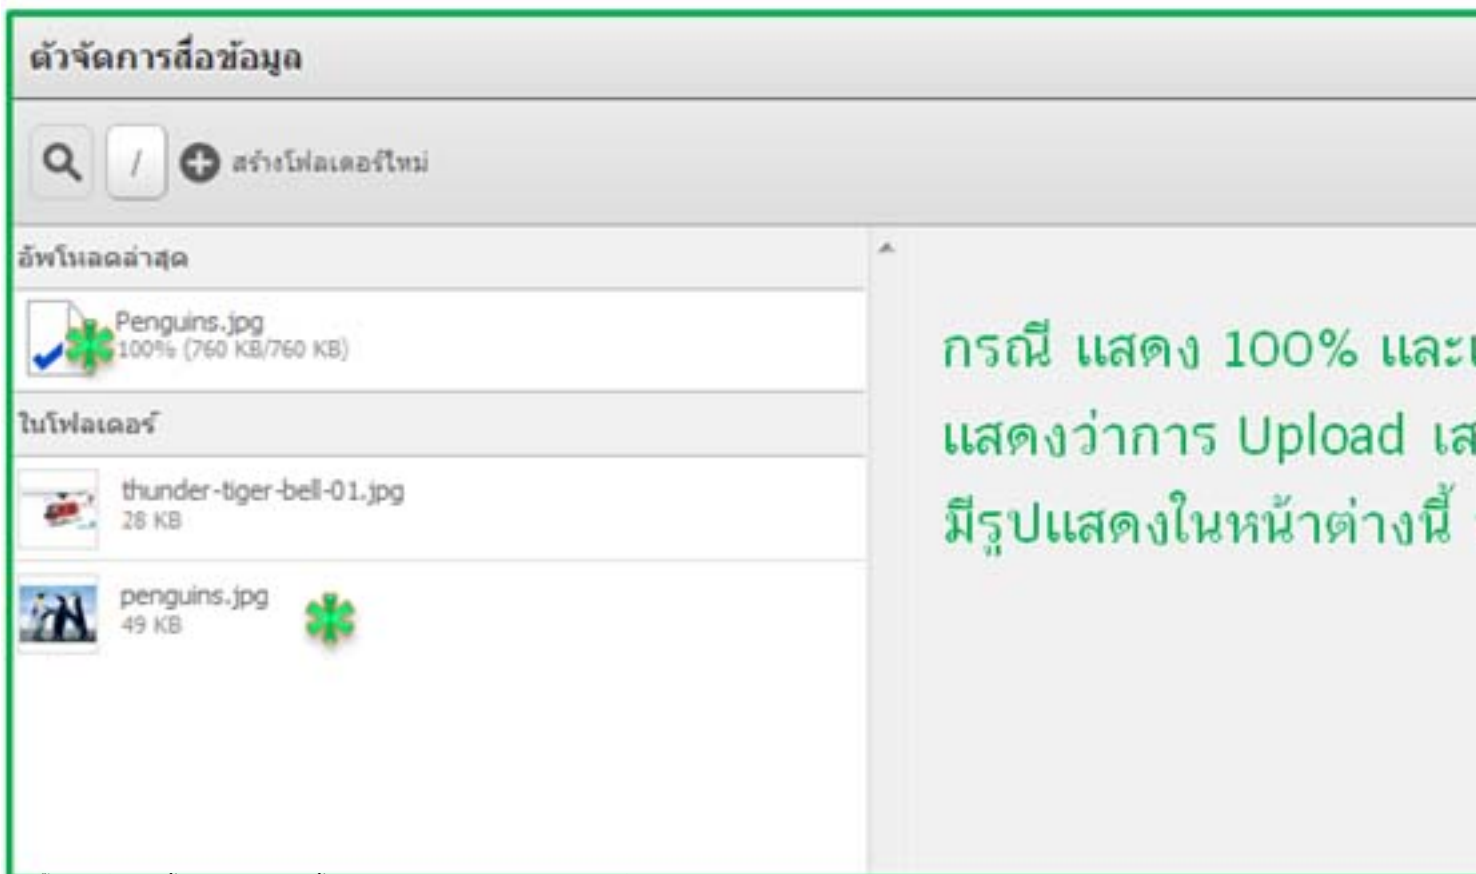 ตัวจัดการสื่อข้อมูล
/
สร้างโฟลเดอร์ใหม่
อัพโหลดล่าสุด
Penguins.jpg
100% (760 KB/760 KB)
ในโฟลเดอร์
thunder-tiger-bell-01.jpg
28 KB
penguins.jpg
49 KB
กรณี แสดง 100% และ
แสดงว่าการ Upload
มีรูปแสดงในหน้าต่างนี้